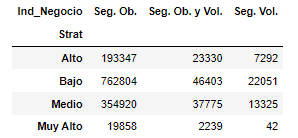 Ind_Negocio Seg. Ob. Seg. Ob. y Vol. Seg. Vol.
Strat
Alto 193347 23330 7292
Bajo 762804 46403 22051
Medio 354920 37775 13325
Muy Alto 19858 2239 42